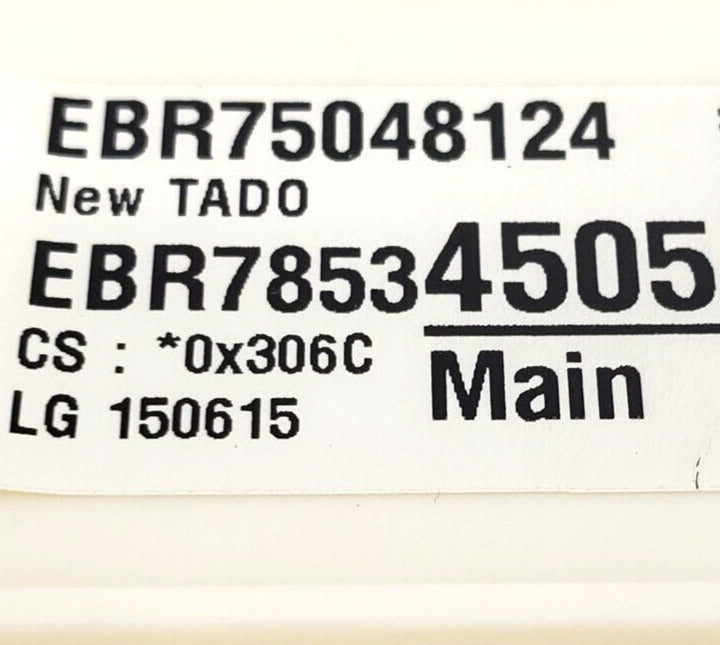 EBR75048124
New TADO
EBR78534505
CS : *0x306C
Main
LG 150615